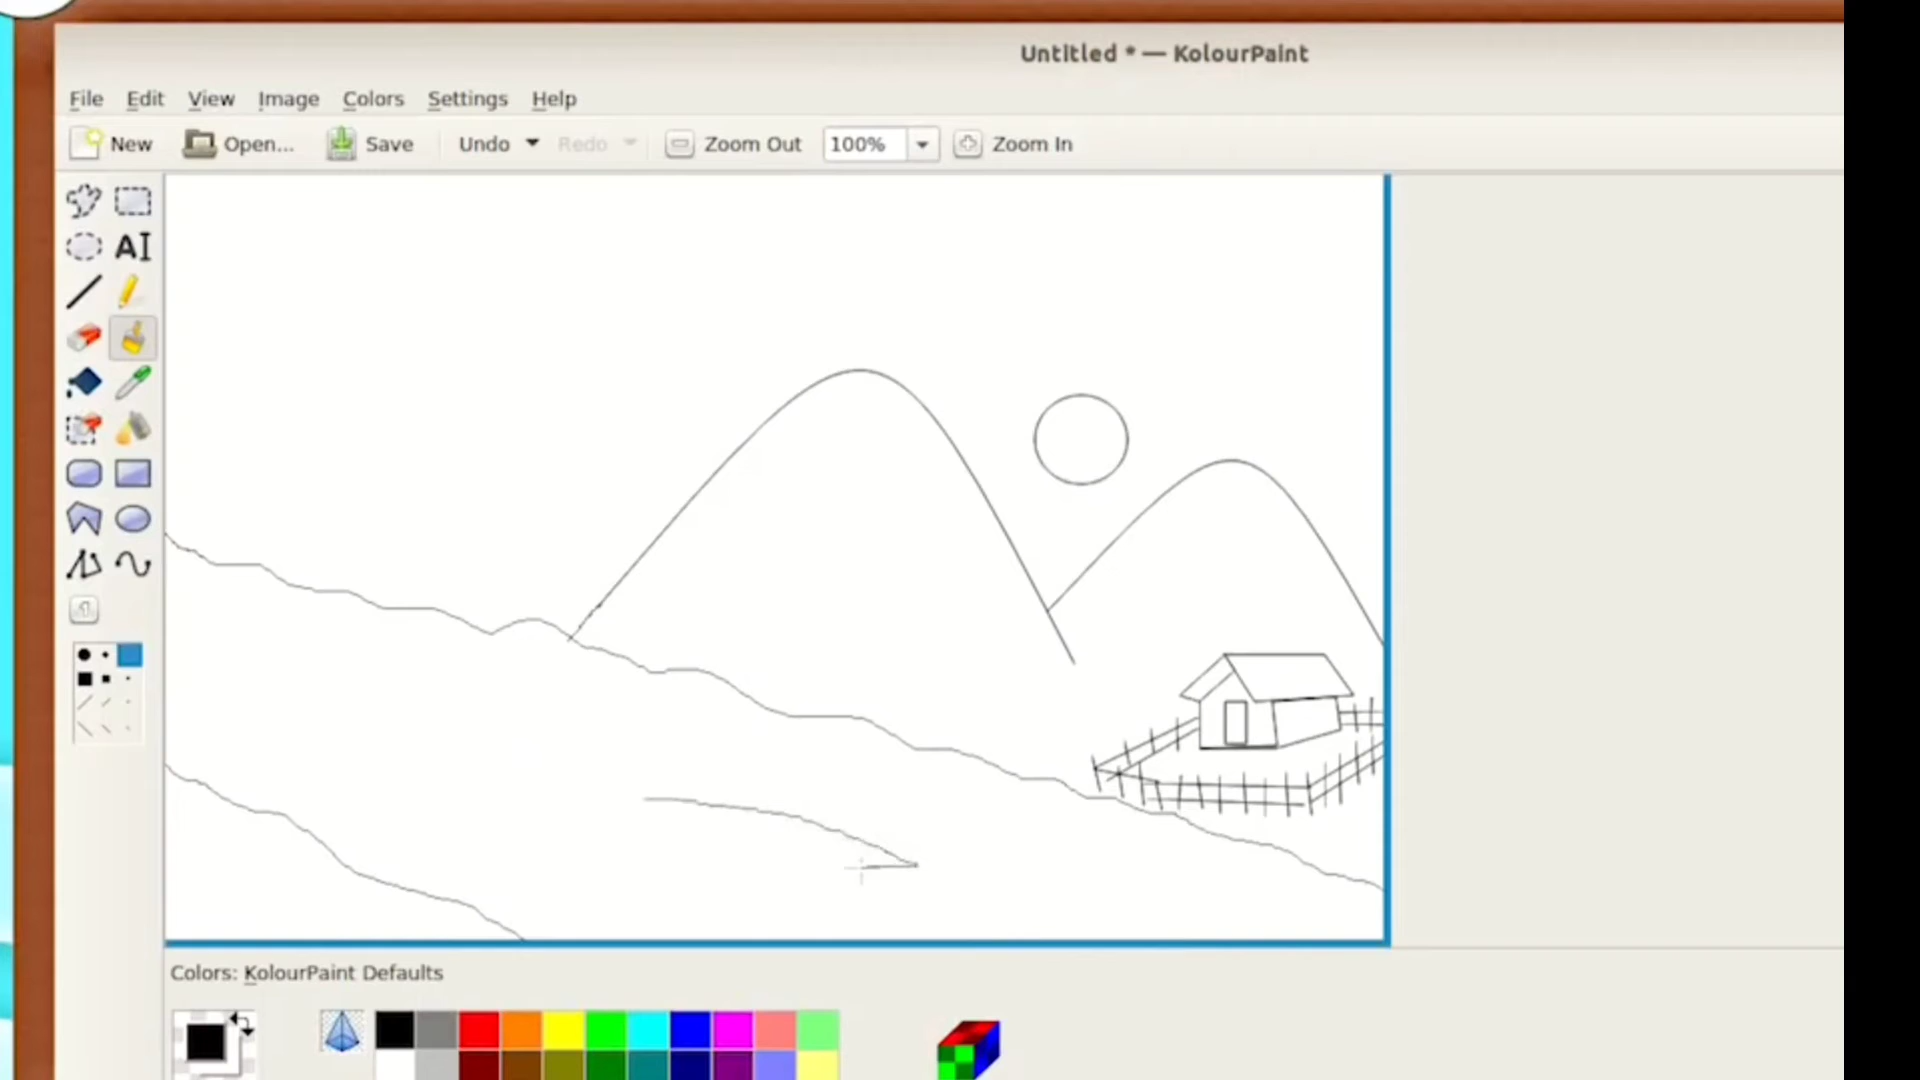 Untitled * — KolourPaint
File Edit View Image Colors Settings Help
New Open... Save Undo Redo Zoom Out 100% Zoom In
AI
Colors: KolourPaint Defaults